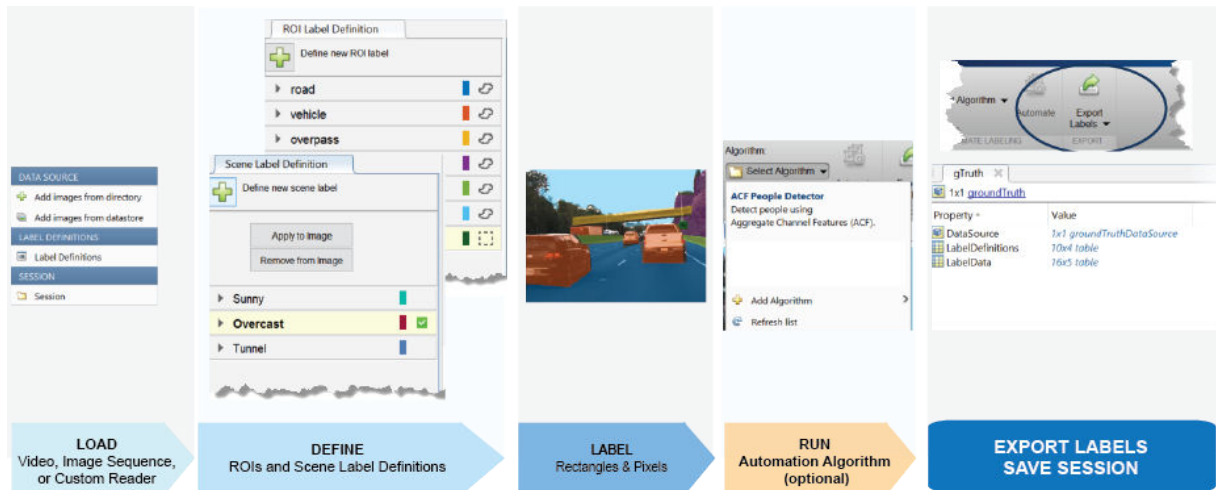 DATA SOURCE
Add images from directory
Add images from datastore
LABEL DEFINITIONS
Label Definitions
SESSION
Session
LOAD
Video, Image Sequence,
or Custom Reader
ROI Label Definition
Define new ROI label
road
vehicle
overpass
Scene Label Definition
Define new scene label
Apply to Image
Remove from Image
Sunny
Overcast
Tunnel
DEFINE
ROIs and Scene Label Definitions
LABEL
Rectangles & Pixels
Algorithm:
Select Algorithm
ACF People Detector
Detect people using
Aggregate Channel Features (ACF).
Add Algorithm
Refresh list
RUN
Automation Algorithm
(optional)
Algorithm
Automate
Export
Labels
LABELING
EXPORT
gTruth
1x1 groundTruth
Property
Value
DataSource
1x1 groundTruthDataSource
LabelDefinitions
10x4 table
LabelData
16x5 table
EXPORT LABELS
SAVE SESSION